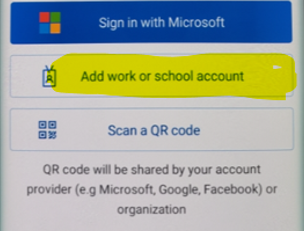 Sign in with Microsoft
Add work or school account
Scan a QR code
QR code will be shared by your account
provider (e.g Microsoft, Google, Facebook) or
organization